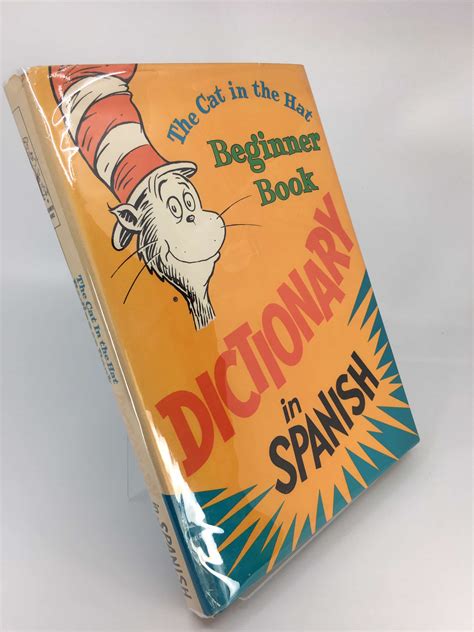 The Cat in the Hat
Beginner
Book
DICTIONARY
in
SPANISH
®
The Cat in the Hat
in SPANISH